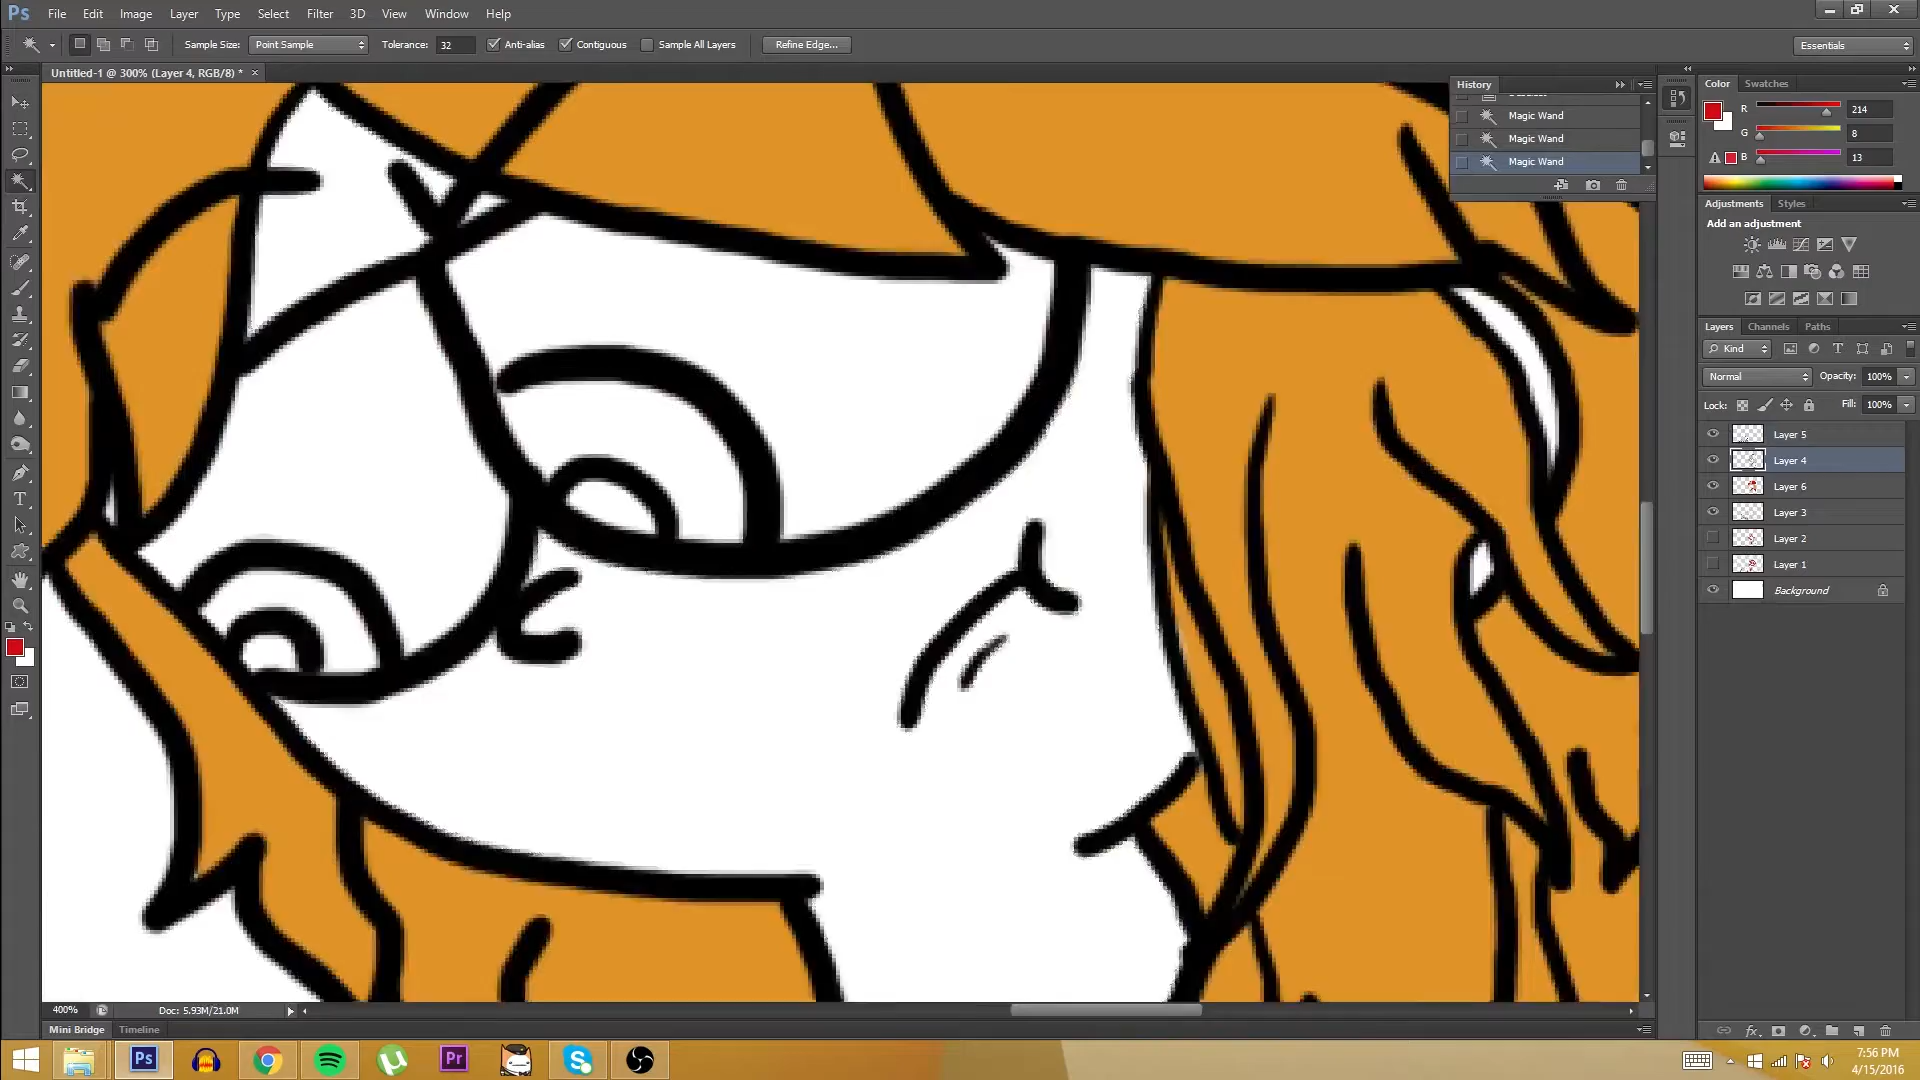 Ps File Edit Image Layer Type Select Filter 3D View Window Help
Sample Size: Point Sample Tolerance: 32 Anti-alias Contiguous Sample All Layers Refine Edge... Essentials
Untitled-1 @ 300% (Layer 4, RGB/8) *
History
Magic Wand
Magic Wand
Magic Wand
Color Swatches
R 214
G 8
B 13
Adjustments Styles
Add an adjustment
Layers Channels Paths
Kind
Normal Opacity: 100%
Lock: Fill: 100%
Layer 5
Layer 4
Layer 6
Layer 3
Layer 2
Layer 1
Background
400% Doc: 5.93M/21.0M
Mini Bridge Timeline
Ps Pr
7:56 PM
4/15/2016